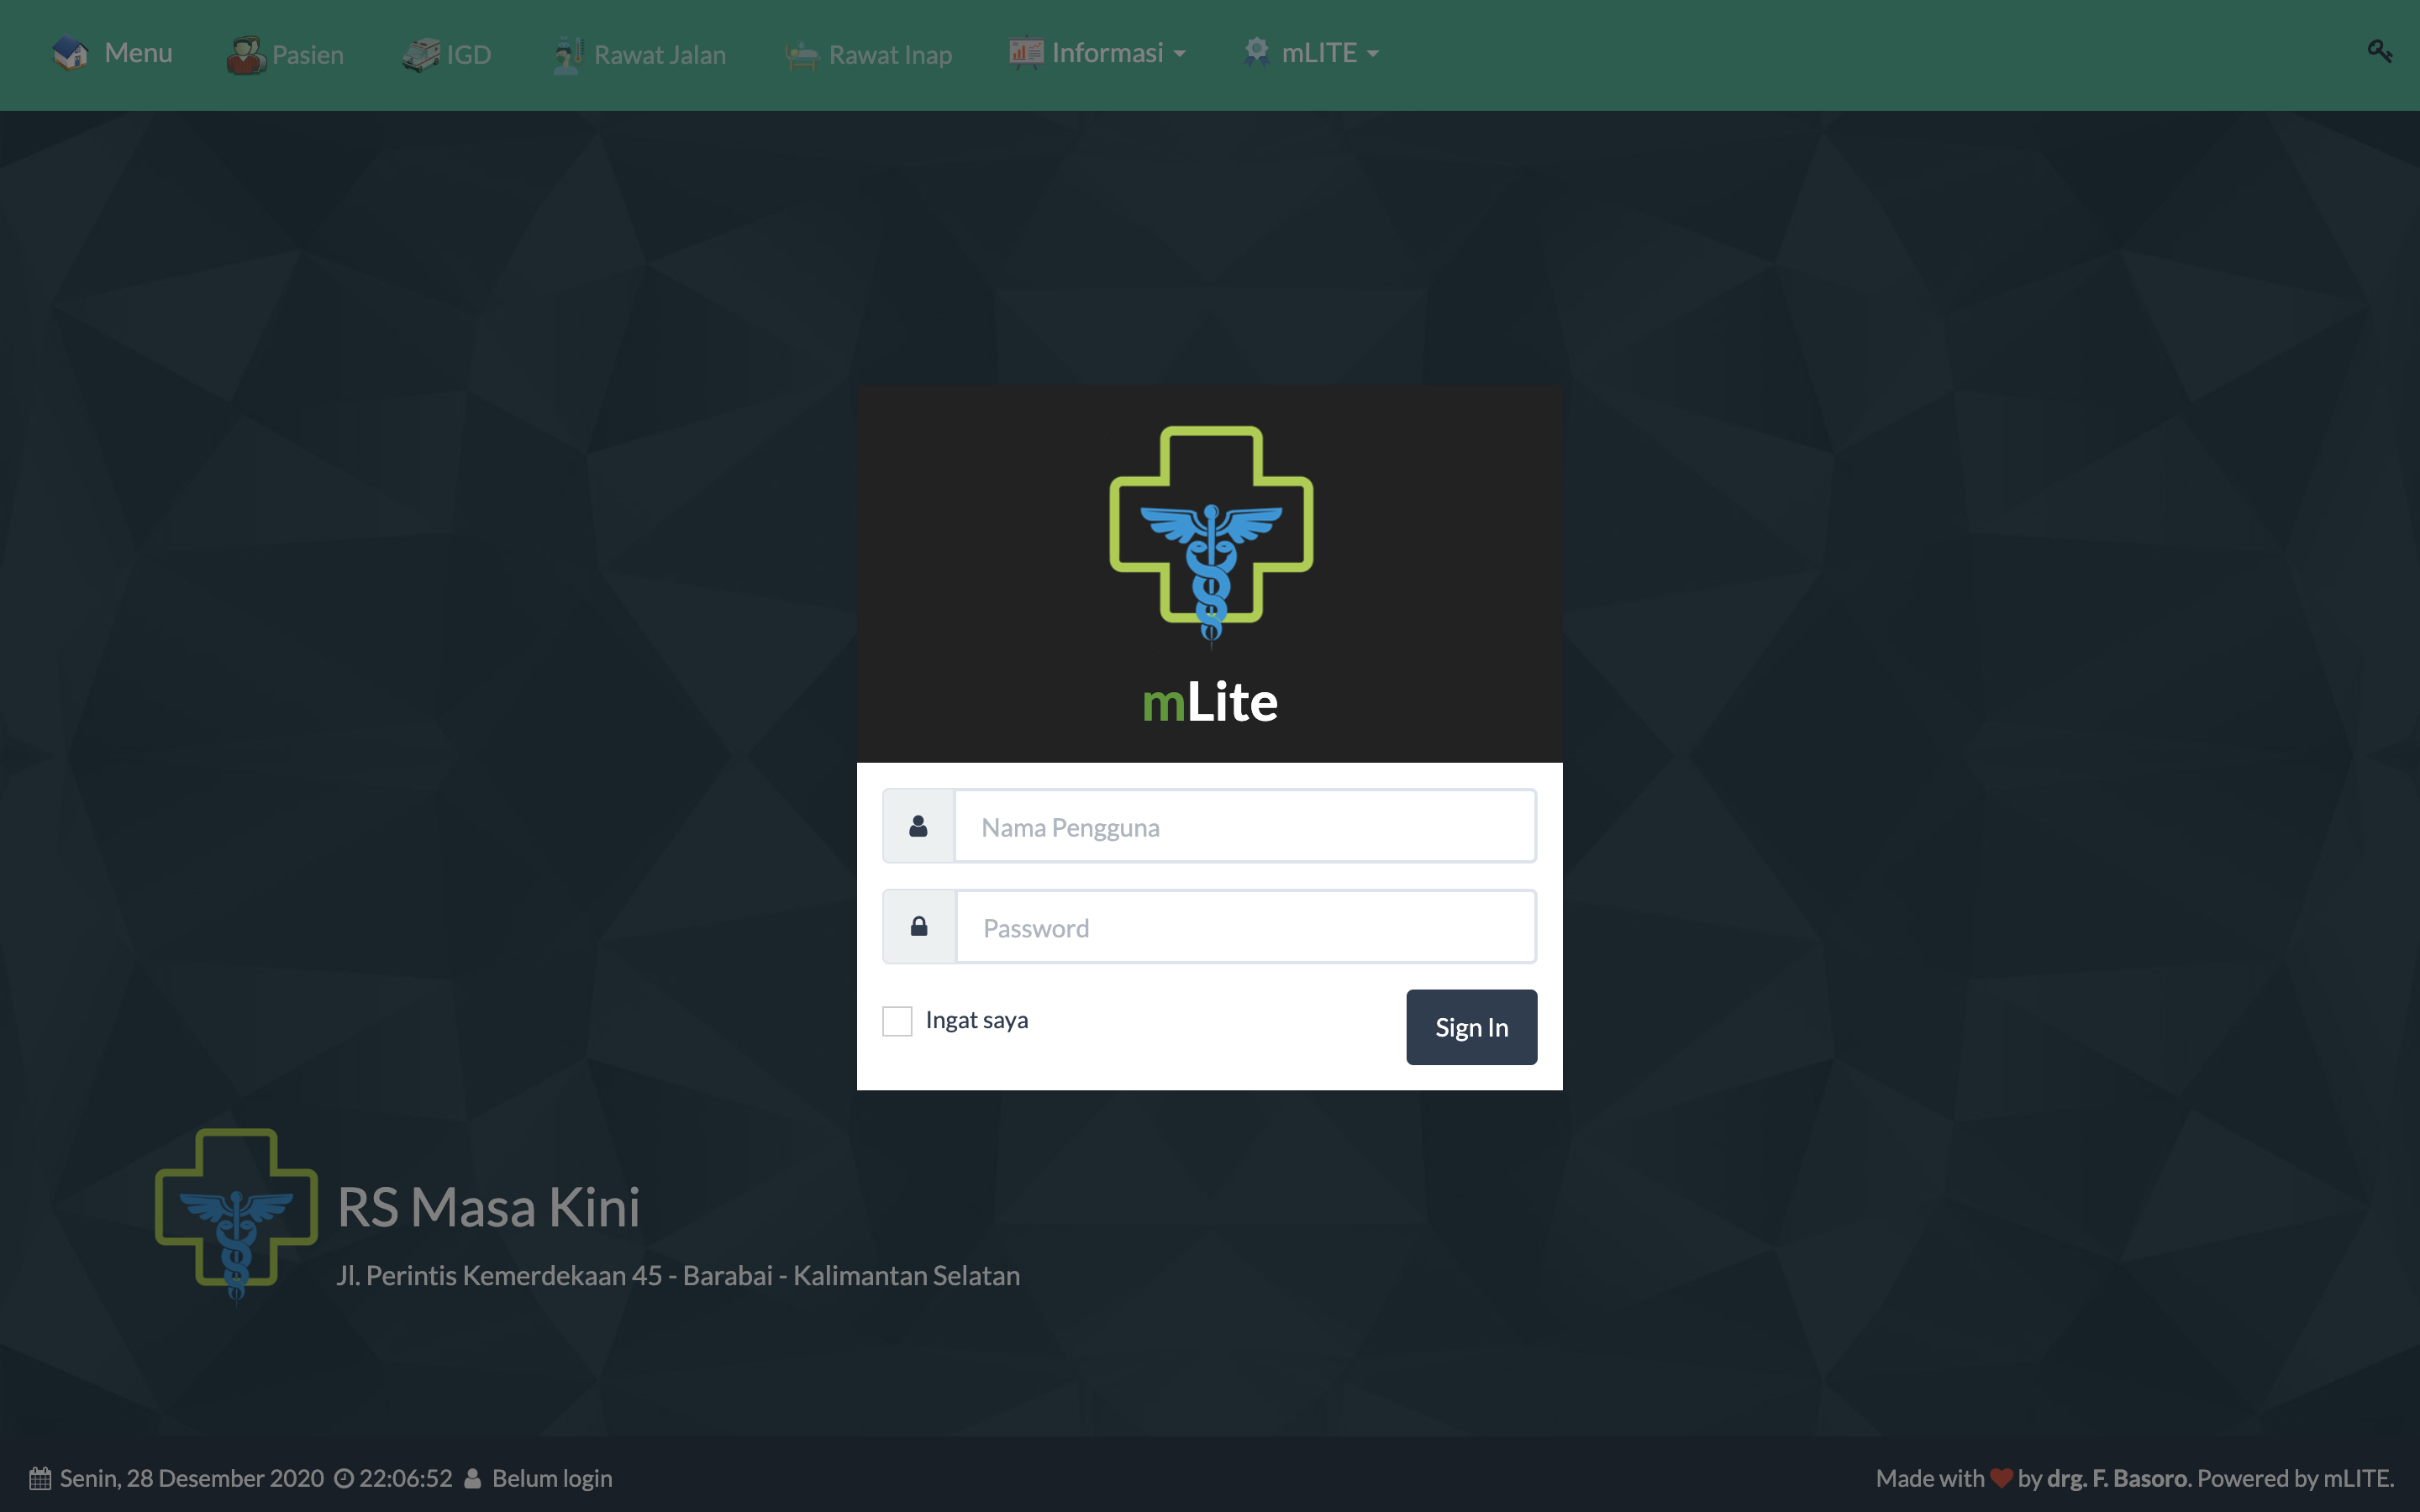 Menu Pasien IGD Rawat Jalan Rawat Inap Informasi mLITE
mLite
Nama Pengguna
Password
Ingat saya Sign In
RS Masa Kini
Jl. Perintis Kemerdekaan 45 - Barabai - Kalimantan Selatan
Senin, 28 Desember 2020 22:06:52 Belum login Made with by drg. F. Basoro. Powered by mLITE.